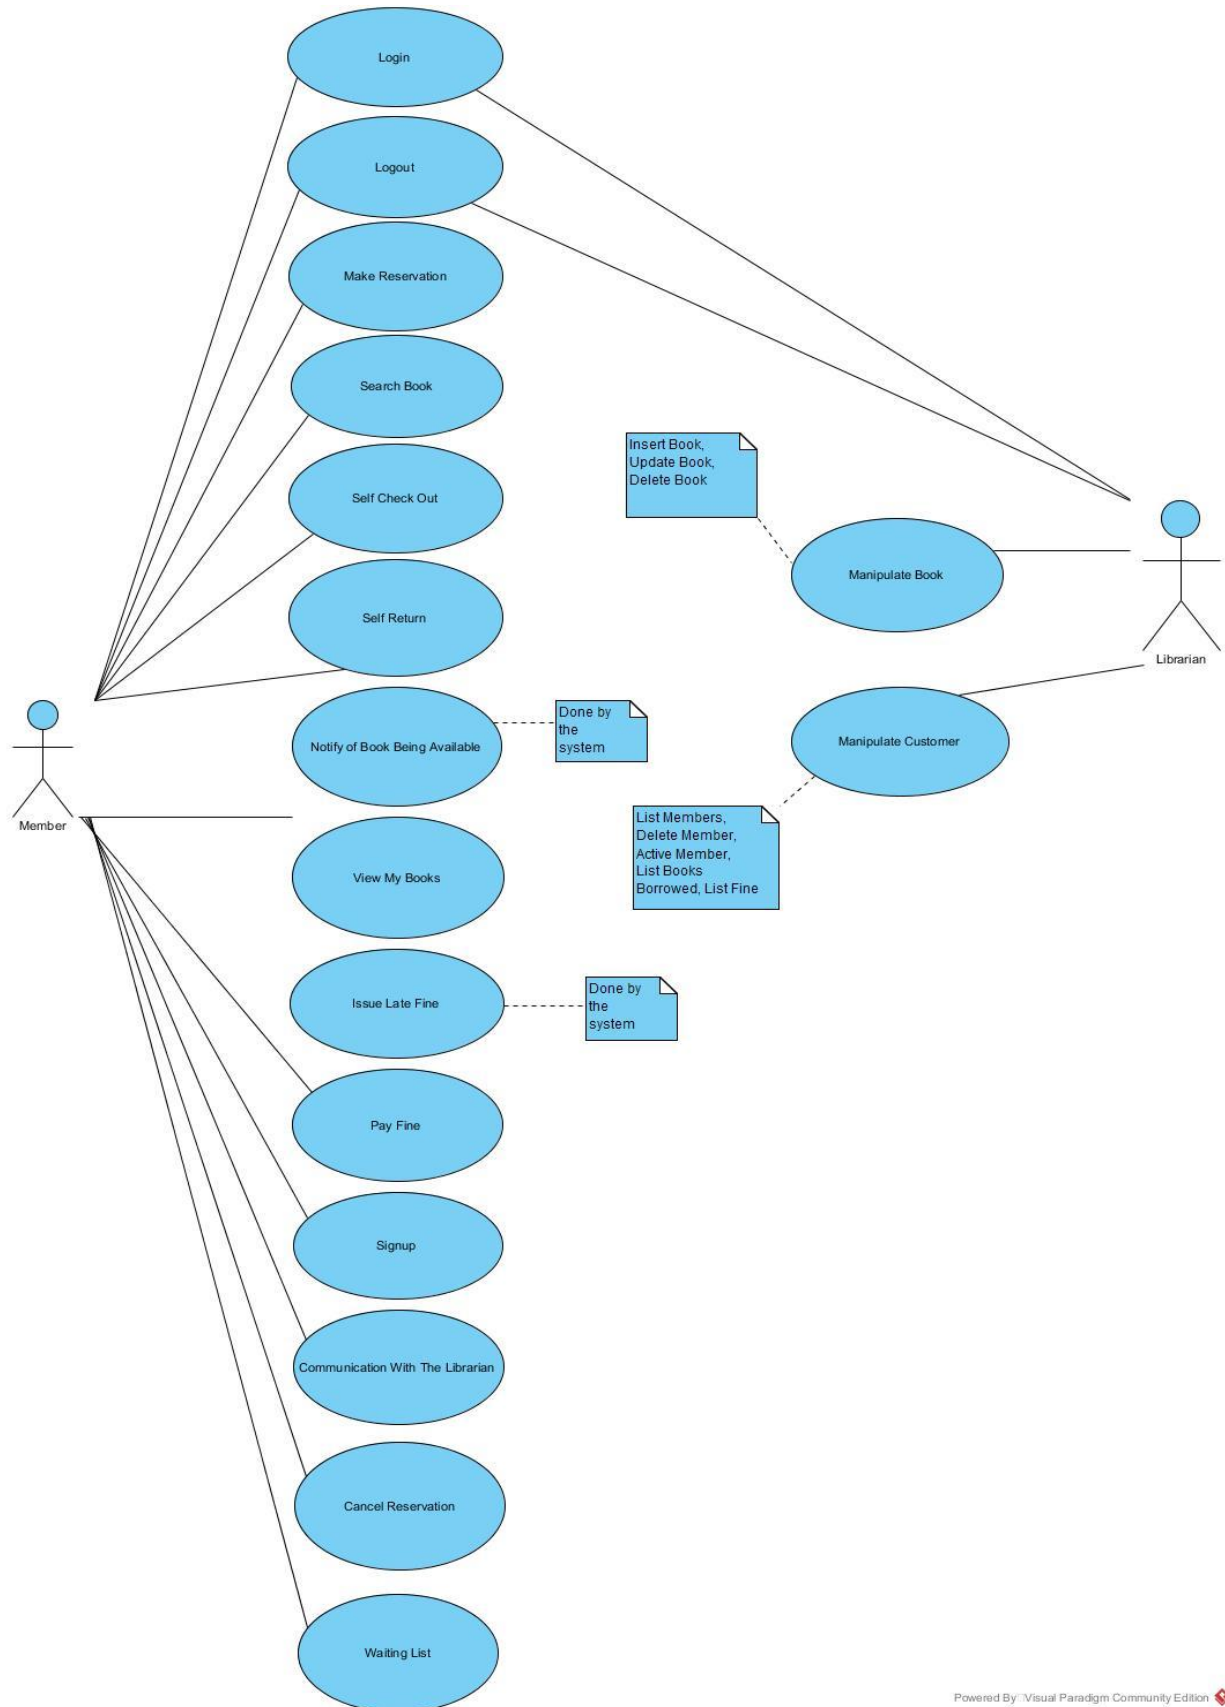 Login
Logout
Make Reservation
Search Book
Self Check Out
Insert Book,
Update Book,
Delete Book
Manipulate Book
Self Return
Librarian
Done by
the
system
Notify of Book Being Available
Manipulate Customer
Member
List Members,
Delete Member,
Active Member,
List Books
Borrowed, List Fine
View My Books
Issue Late Fine
Done by
the
system
Pay Fine
Signup
Communication With The Librarian
Cancel Reservation
Waiting List
Powered By Visual Paradigm Community Edition